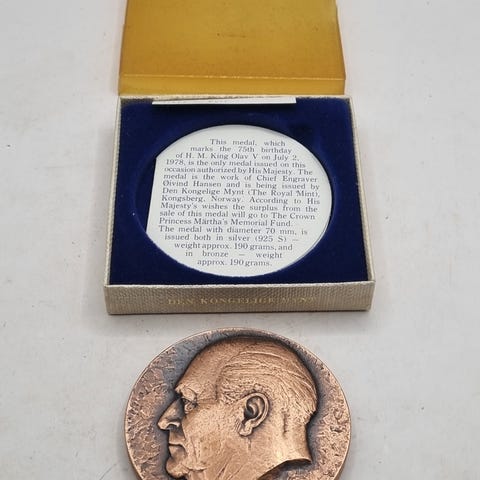 This medal, which
marks the 75th birthday
of H. M. King Olav V on July 2,
1978, is the only medal issued on this
occasion authorized by His Majesty. The
medal is the work of Chief Engraver
Øivind Hansen and is being issued by
Den Kongelige Mynt (The Royal Mint),
Kongsberg, Norway. According to His
Majesty's wishes the surplus from the
sale of this medal will go to The Crown
Princess Märtha's Memorial Fund.
The medal with diameter 70 mm, is
issued both in silver (925 S) —
weight approx. 190 grams, and
in bronze — weight
approx. 190 grams.
DEN KONGELIGE MYNT